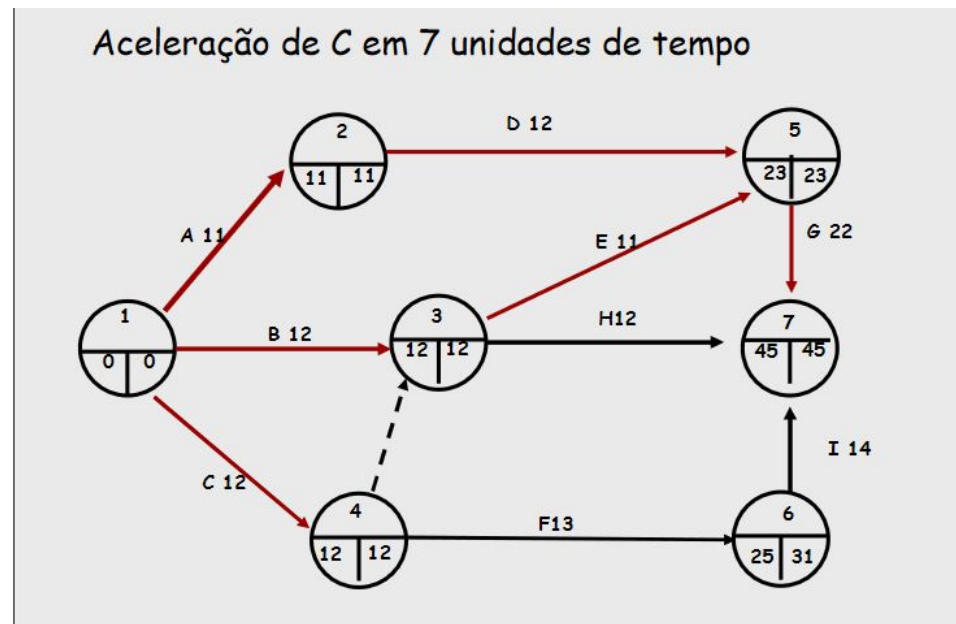 Aceleração de C em 7 unidades de tempo
D 12
2
11 11
5
23 23
A 11
E 11
G 22
1
0 0
B 12
3
12 12
H12
7
45 45
C 12
I 14
4
12 12
F13
6
25 31